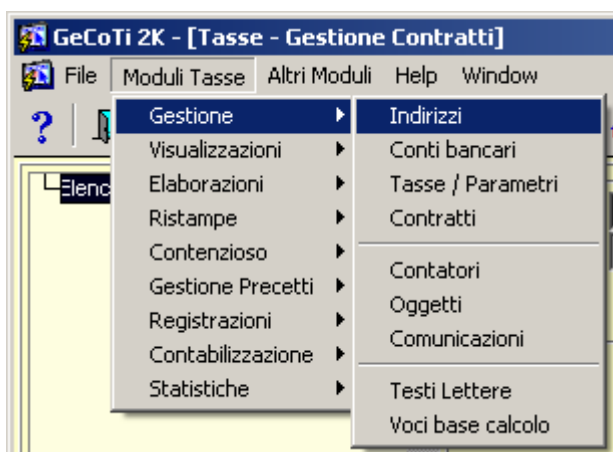 GeCoTi 2K - [Tasse - Gestione Contratti]
File Moduli Tasse Altri Moduli Help Window
?
Elenc
Gestione
Visualizzazioni
Elaborazioni
Ristampe
Contenzioso
Gestione Precetti
Registrazioni
Contabilizzazione
Statistiche
Indirizzi
Conti bancari
Tasse / Parametri
Contratti
Contatori
Oggetti
Comunicazioni
Testi Lettere
Voci base calcolo